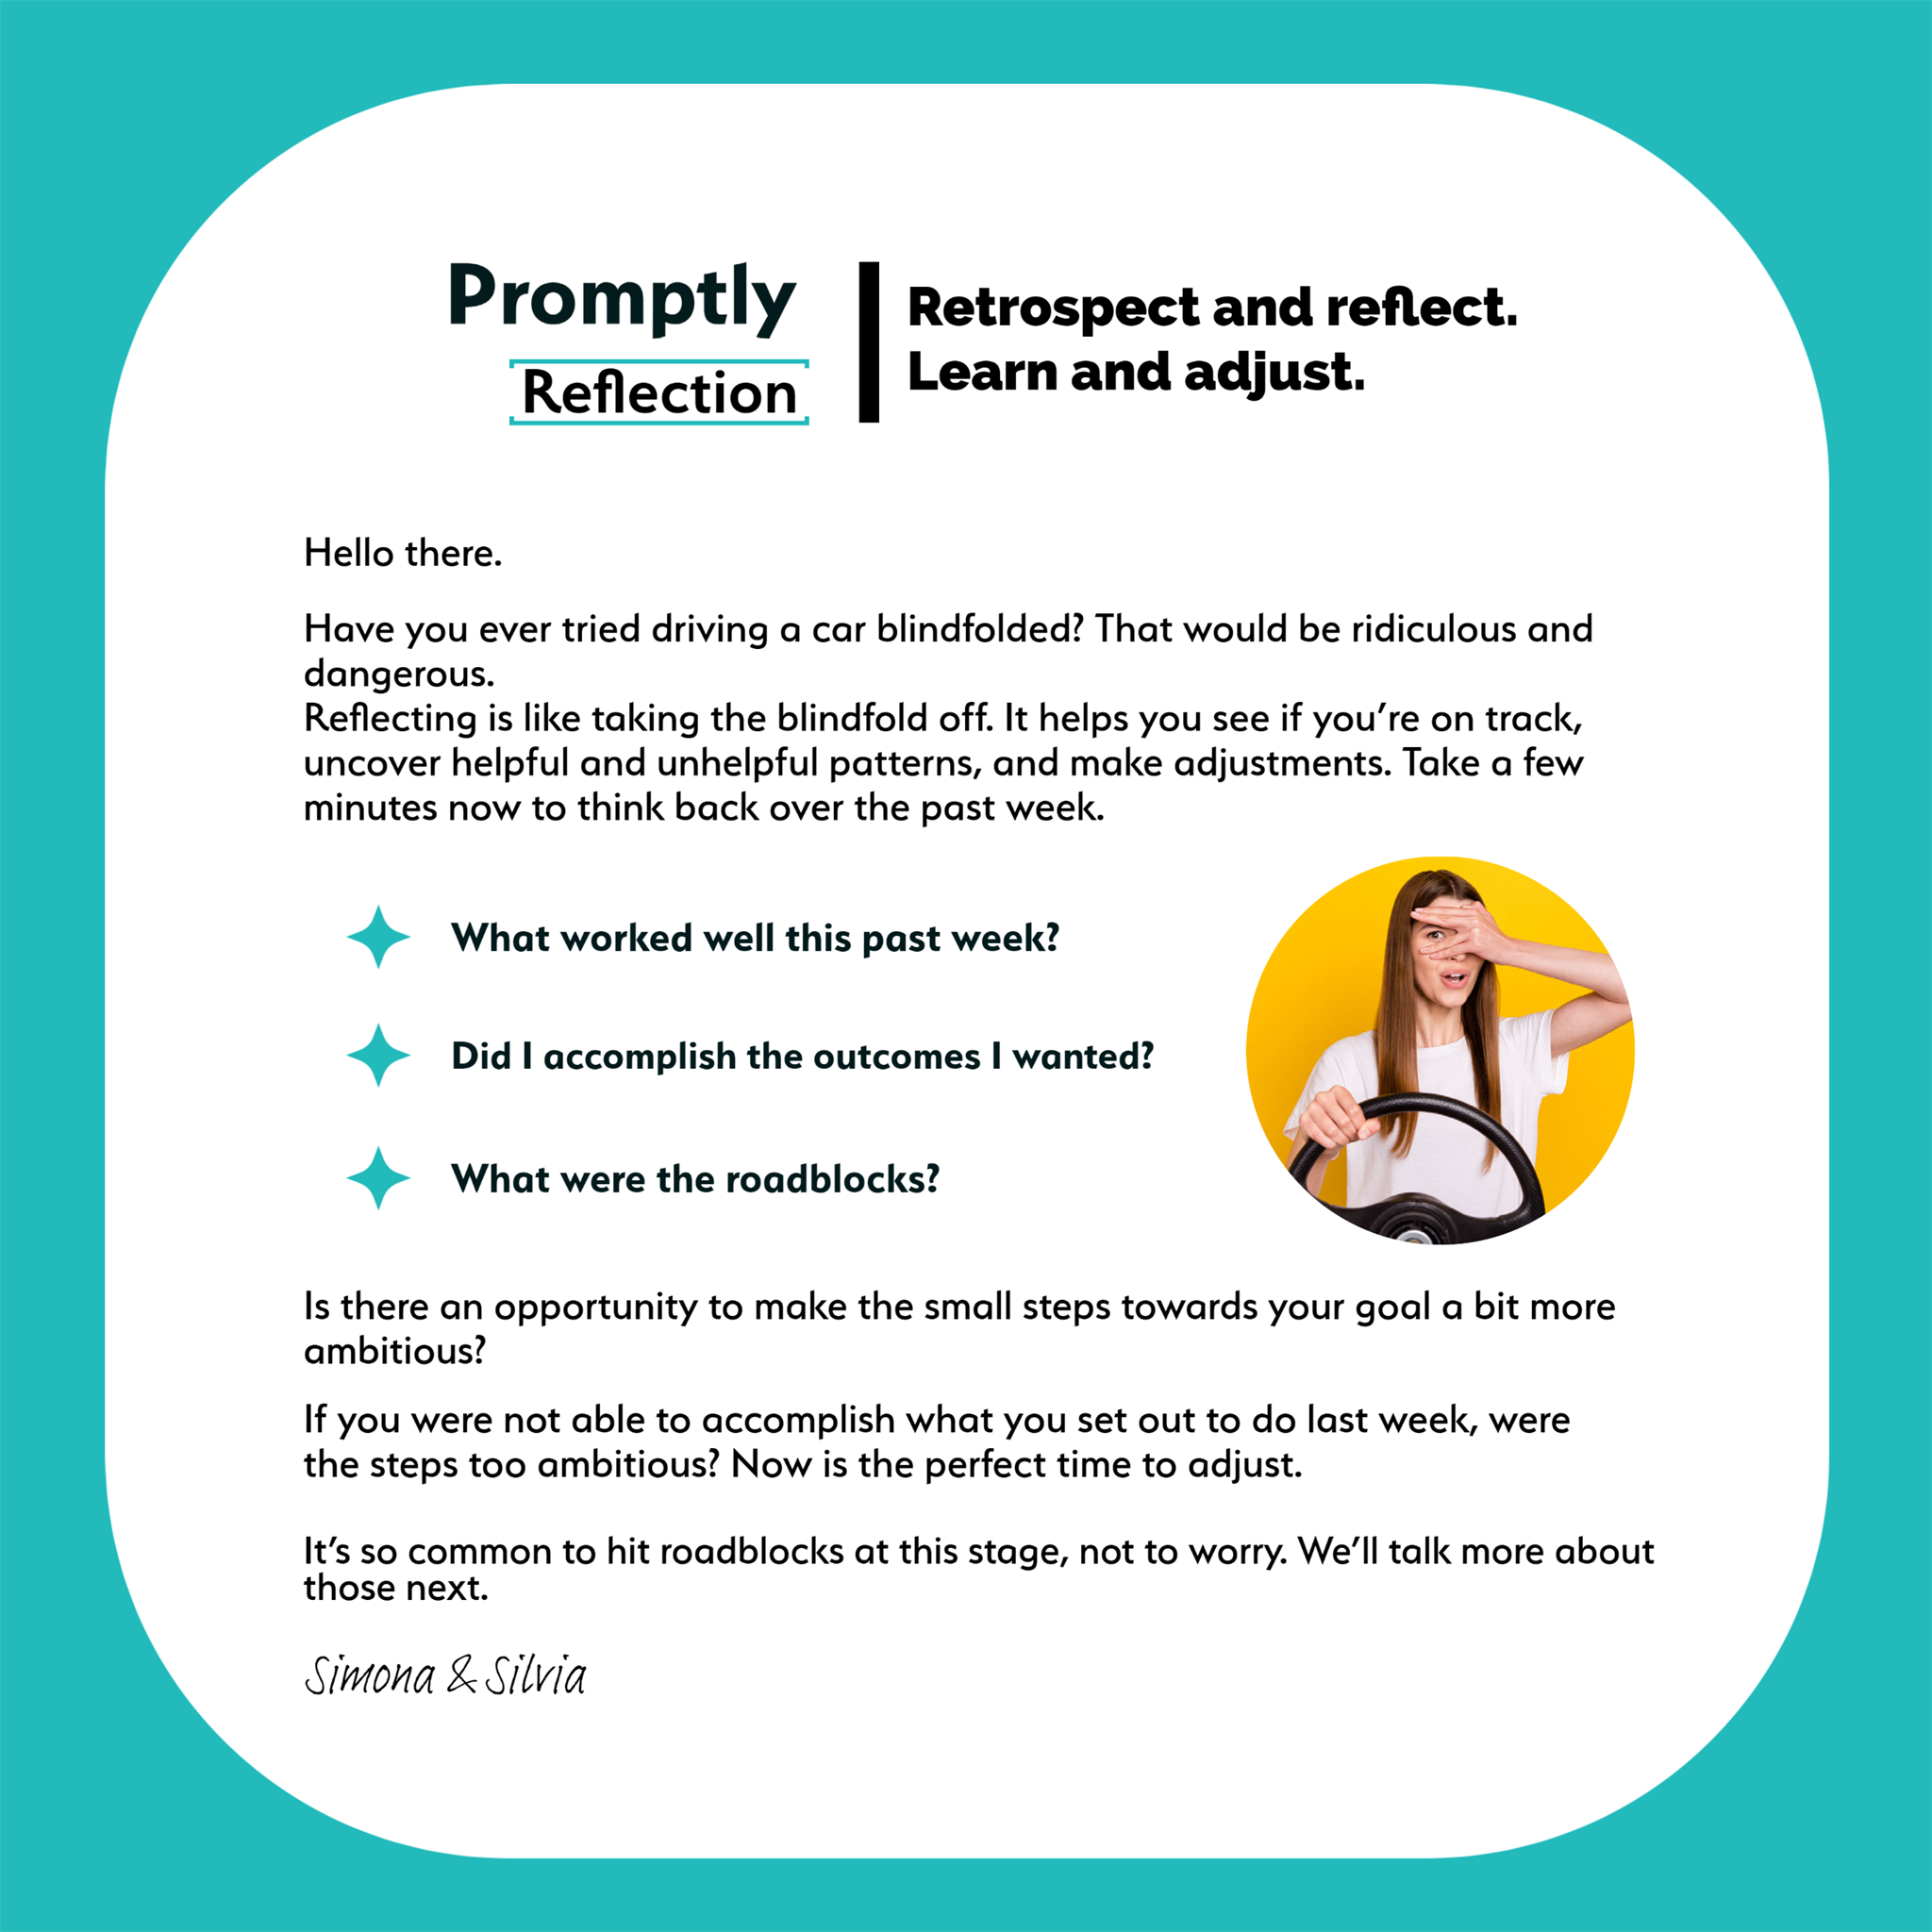 Promptly
Reflection
Retrospect and reflect.
Learn and adjust.
Hello there.
Have you ever tried driving a car blindfolded? That would be ridiculous and
dangerous.
Reflecting is like taking the blindfold off. It helps you see if you’re on track,
uncover helpful and unhelpful patterns, and make adjustments. Take a few
minutes now to think back over the past week.
What worked well this past week?
Did I accomplish the outcomes I wanted?
What were the roadblocks?
Is there an opportunity to make the small steps towards your goal a bit more
ambitious?
If you were not able to accomplish what you set out to do last week, were
the steps too ambitious? Now is the perfect time to adjust.
It’s so common to hit roadblocks at this stage, not to worry. We’ll talk more about
those next.
Simona & Silvia